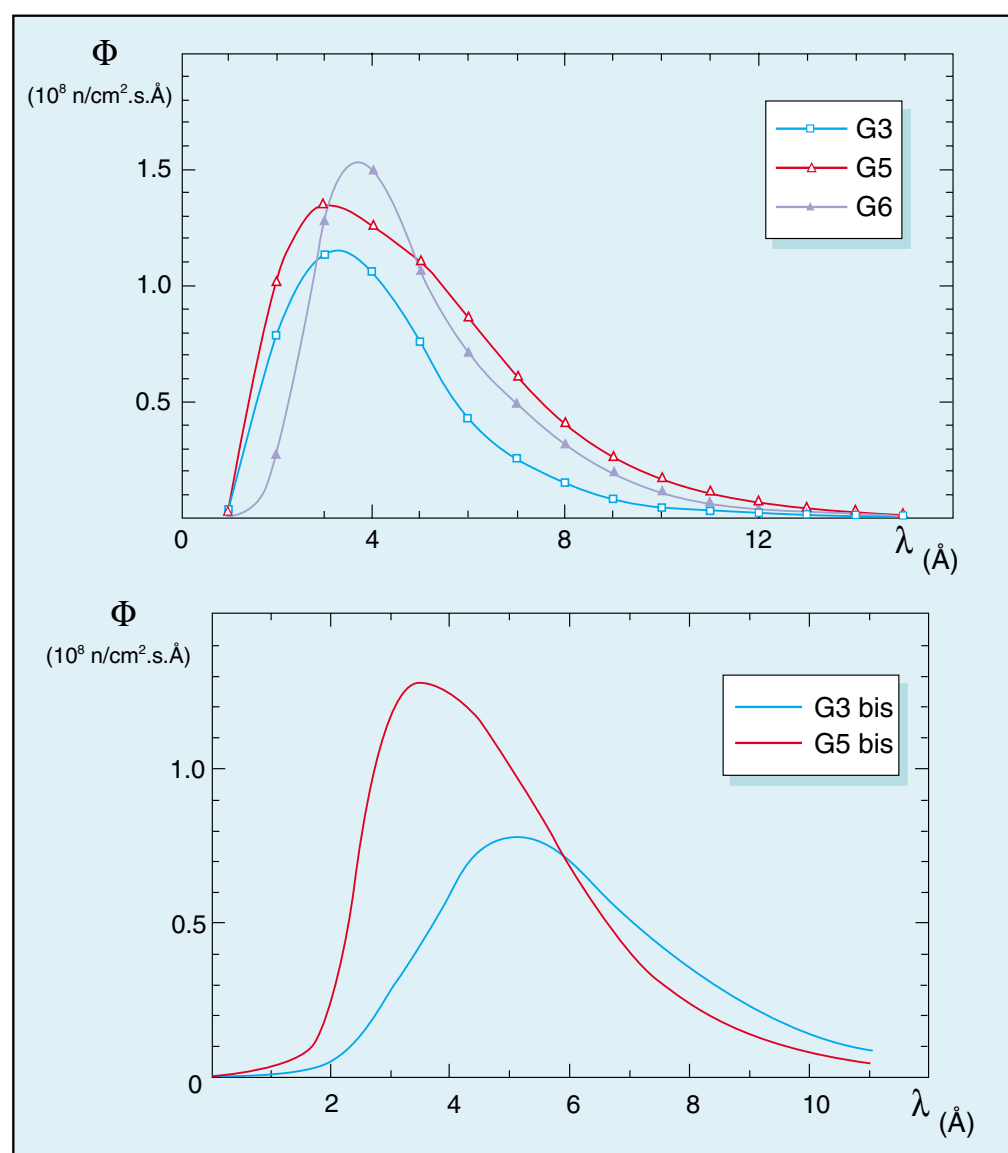 Φ
(10⁸ n/cm².s.Å)
G3
G5
G6
1.5
1.0
0.5
0 4 8 12 λ (Å)
Φ
(10⁸ n/cm².s.Å)
G3 bis
G5 bis
1.0
0.5
0
2 4 6 8 10 λ (Å)